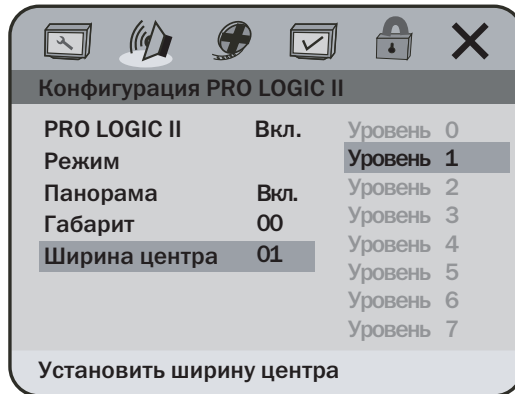 Конфигурация PRO LOGIC II
PRO LOGIC II Вкл.
Режим
Панорама Вкл.
Габарит 00
Ширина центра 01
Уровень 0
Уровень 1
Уровень 2
Уровень 3
Уровень 4
Уровень 5
Уровень 6
Уровень 7
Установить ширину центра